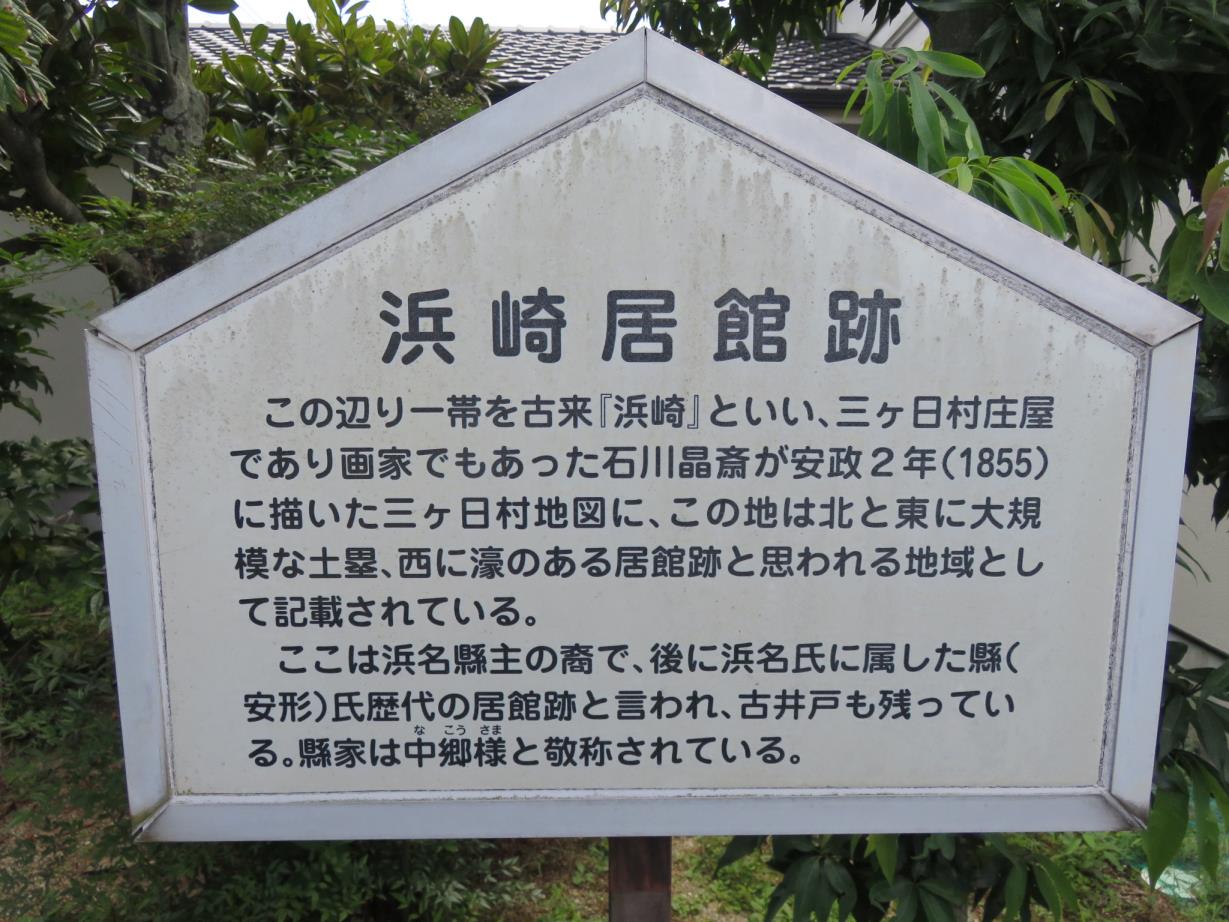 浜崎居館跡
この辺り一帯を古来『浜崎』といい、三ヶ日村庄屋
であり画家でもあった石川晶斎が安政２年(1855)
に描いた三ヶ日村地図に、この地は北と東に大規
模な土塁、西に濠のある居館跡と思われる地域とし
て記載されている。
ここは浜名縣主の裔で、後に浜名氏に属した縣(
安形)氏歴代の居館跡と言われ、古井戸も残ってい
な こう さま
る。縣家は中郷様と敬称されている。